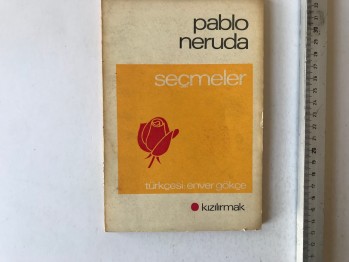 pablo
neruda
seçmeler
türkçesi: enver gökçe
kızılırmak